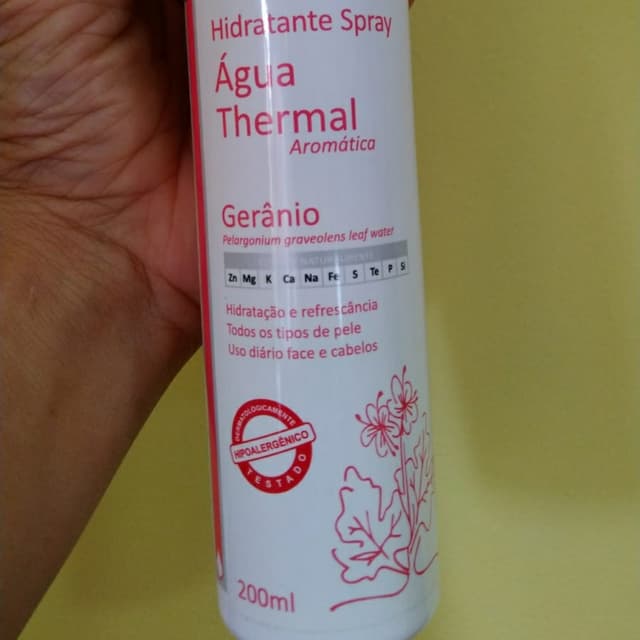 Hidratante Spray
Água
Thermal
Aromática
Gerânio
Pelargonium graveolens leaf water
Zn Mg K Ca Na Fe S Te P Si
Hidratação e refrescância
Todos os tipos de pele
Uso diário face e cabelos
DERMATOLOGICAMENTE
HIPOALERGÊNICO
TESTADO
200ml